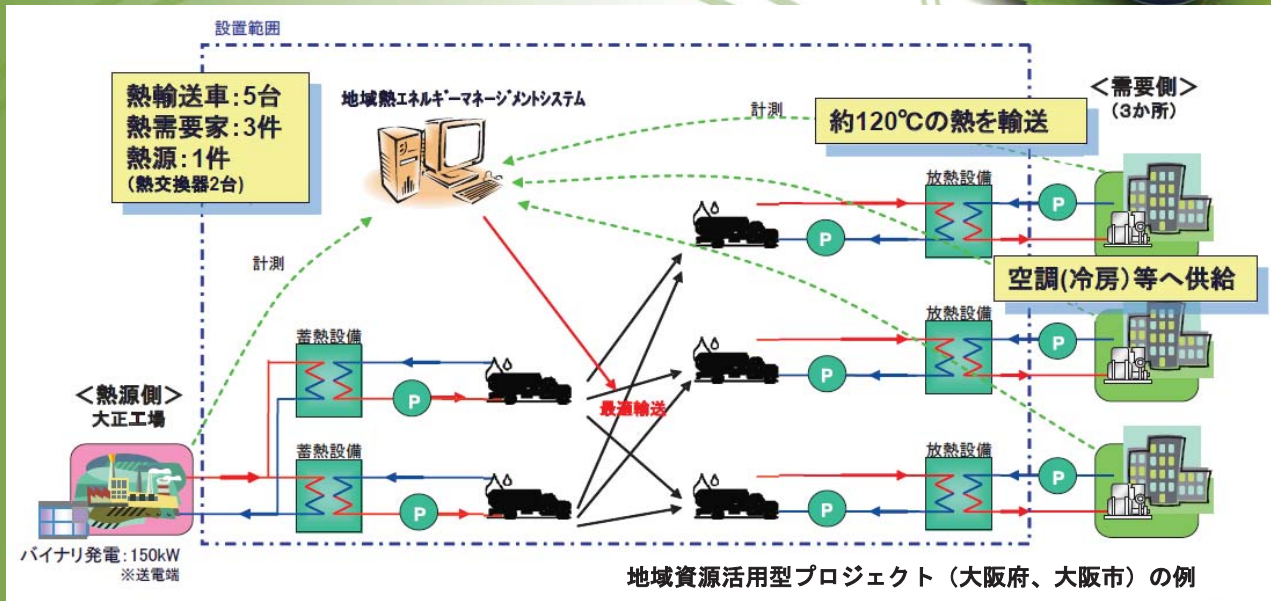 設置範囲
熱輸送車:5台
熱需要家:3件
熱源:1件
(熱交換器2台)
地域熱エネルギーマネージメントシステム
計測
約120℃の熱を輸送
<需要側>
(3か所)
放熱設備
P
P
計測
空調(冷房)等へ供給
蓄熱設備
放熱設備
P
P
P
最適輸送
<熱源側>
大正工場
蓄熱設備
放熱設備
P
P
P
バイナリ発電:150kW
※送電端
地域資源活用型プロジェクト(大阪府、大阪市)の例